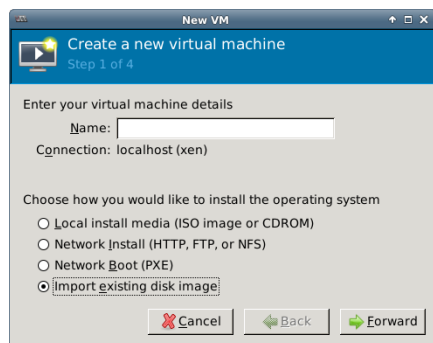 New VM
Create a new virtual machine
Step 1 of 4
Enter your virtual machine details
Name:
Connection: localhost (xen)
Choose how you would like to install the operating system
Local install media (ISO image or CDROM)
Network Install (HTTP, FTP, or NFS)
Network Boot (PXE)
Import existing disk image
Cancel Back Forward